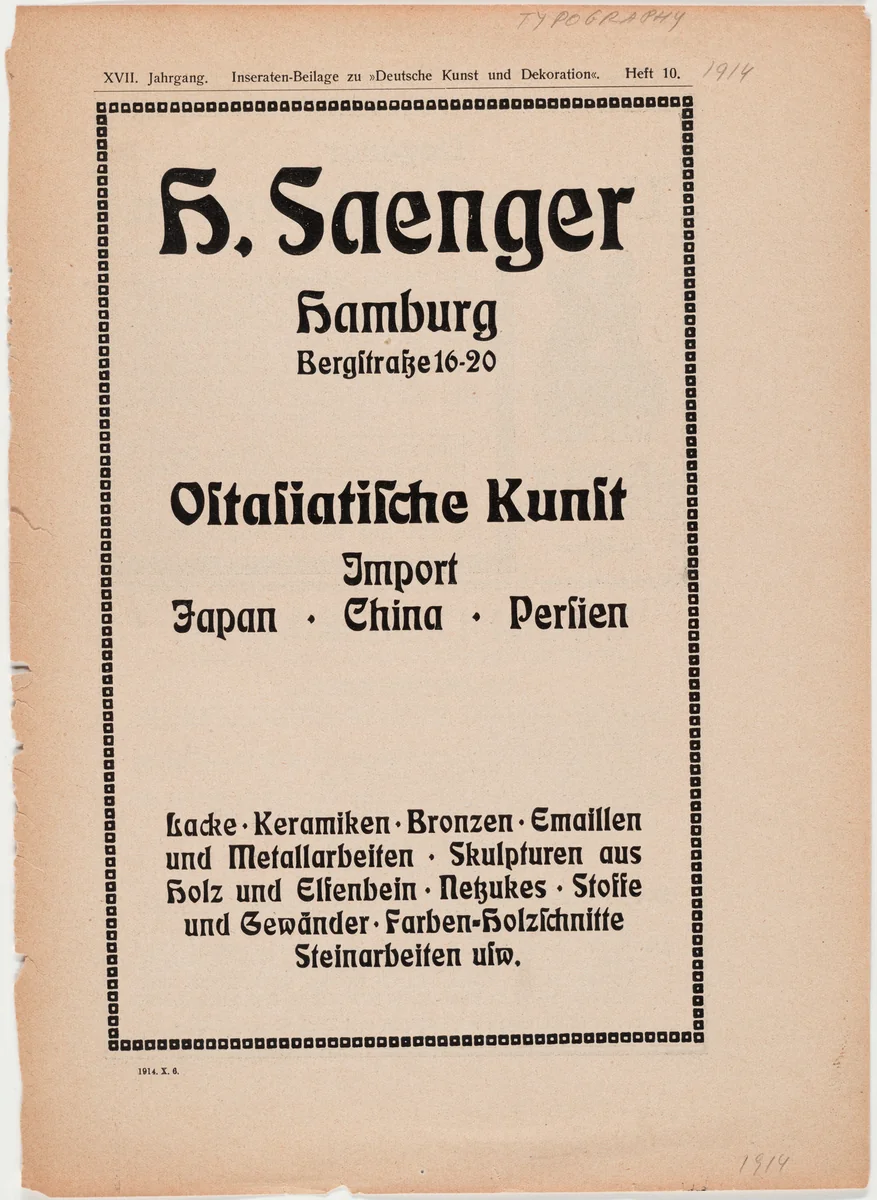 TYPOGRAPHY
XVII. Jahrgang. Inseraten-Beilage zu »Deutsche Kunst und Dekoration«. Heft 10. 1914
H. Saenger
Hamburg
Bergſtraße 16-20
Oſtaſiatiſche Kunſt
Import
Japan · China · Perſien
Lacke · Keramiken · Bronzen · Emaillen
und Metallarbeiten · Skulpturen aus
Holz und Elfenbein · Netzukes · Stoffe
und Gewänder · Farben-Holzſchnitte
Steinarbeiten uſw.
1914. X. 6.
1914